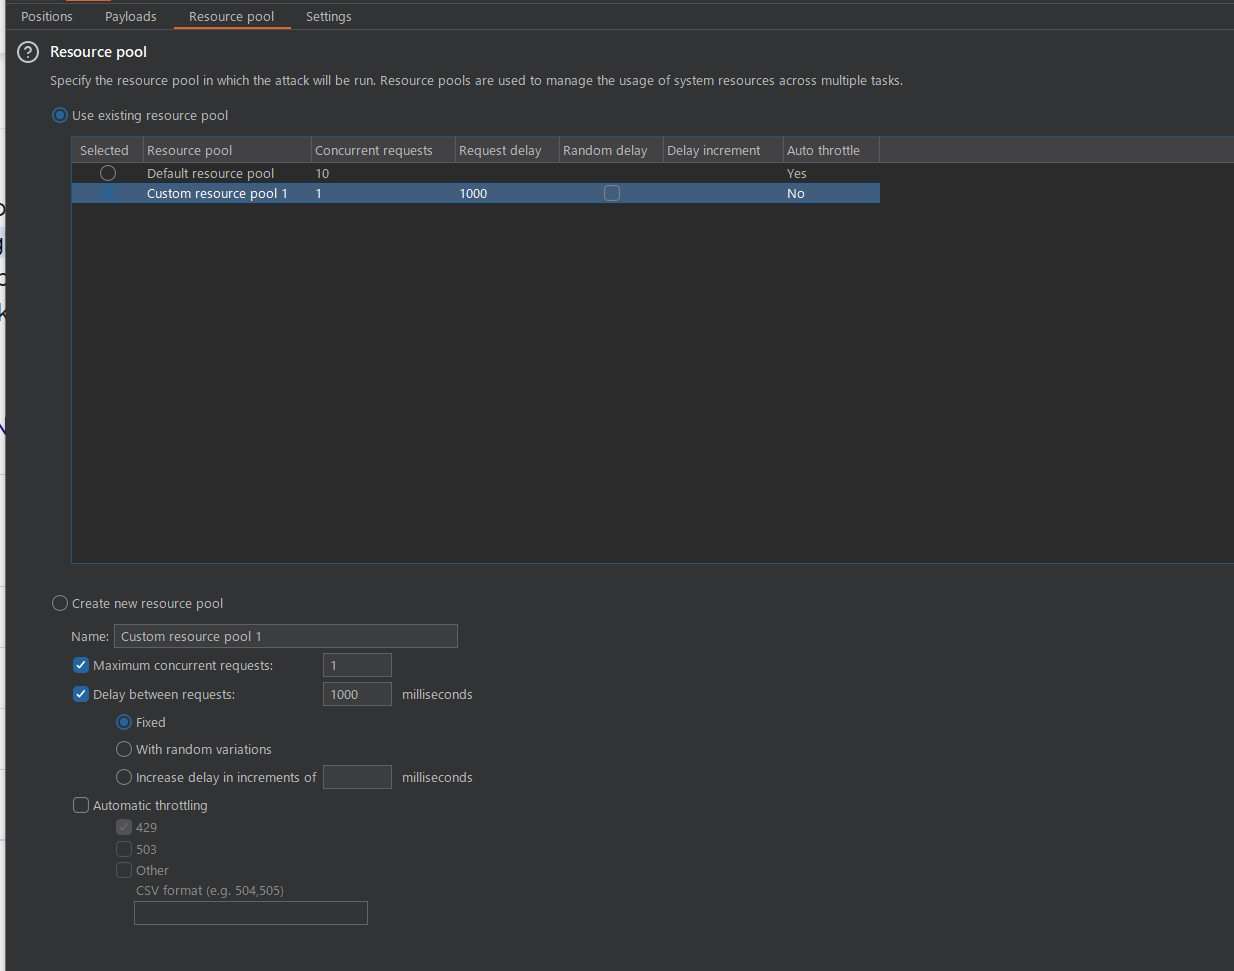 Positions Payloads Resource pool Settings
? Resource pool
Specify the resource pool in which the attack will be run. Resource pools are used to manage the usage of system resources across multiple tasks.
Use existing resource pool
Selected Resource pool Concurrent requests Request delay Random delay Delay increment Auto throttle
Default resource pool 10 Yes
Custom resource pool 1 1 1000 No
Create new resource pool
Name: Custom resource pool 1
Maximum concurrent requests: 1
Delay between requests: 1000 milliseconds
Fixed
With random variations
Increase delay in increments of milliseconds
Automatic throttling
429
503
Other
CSV format (e.g. 504,505)